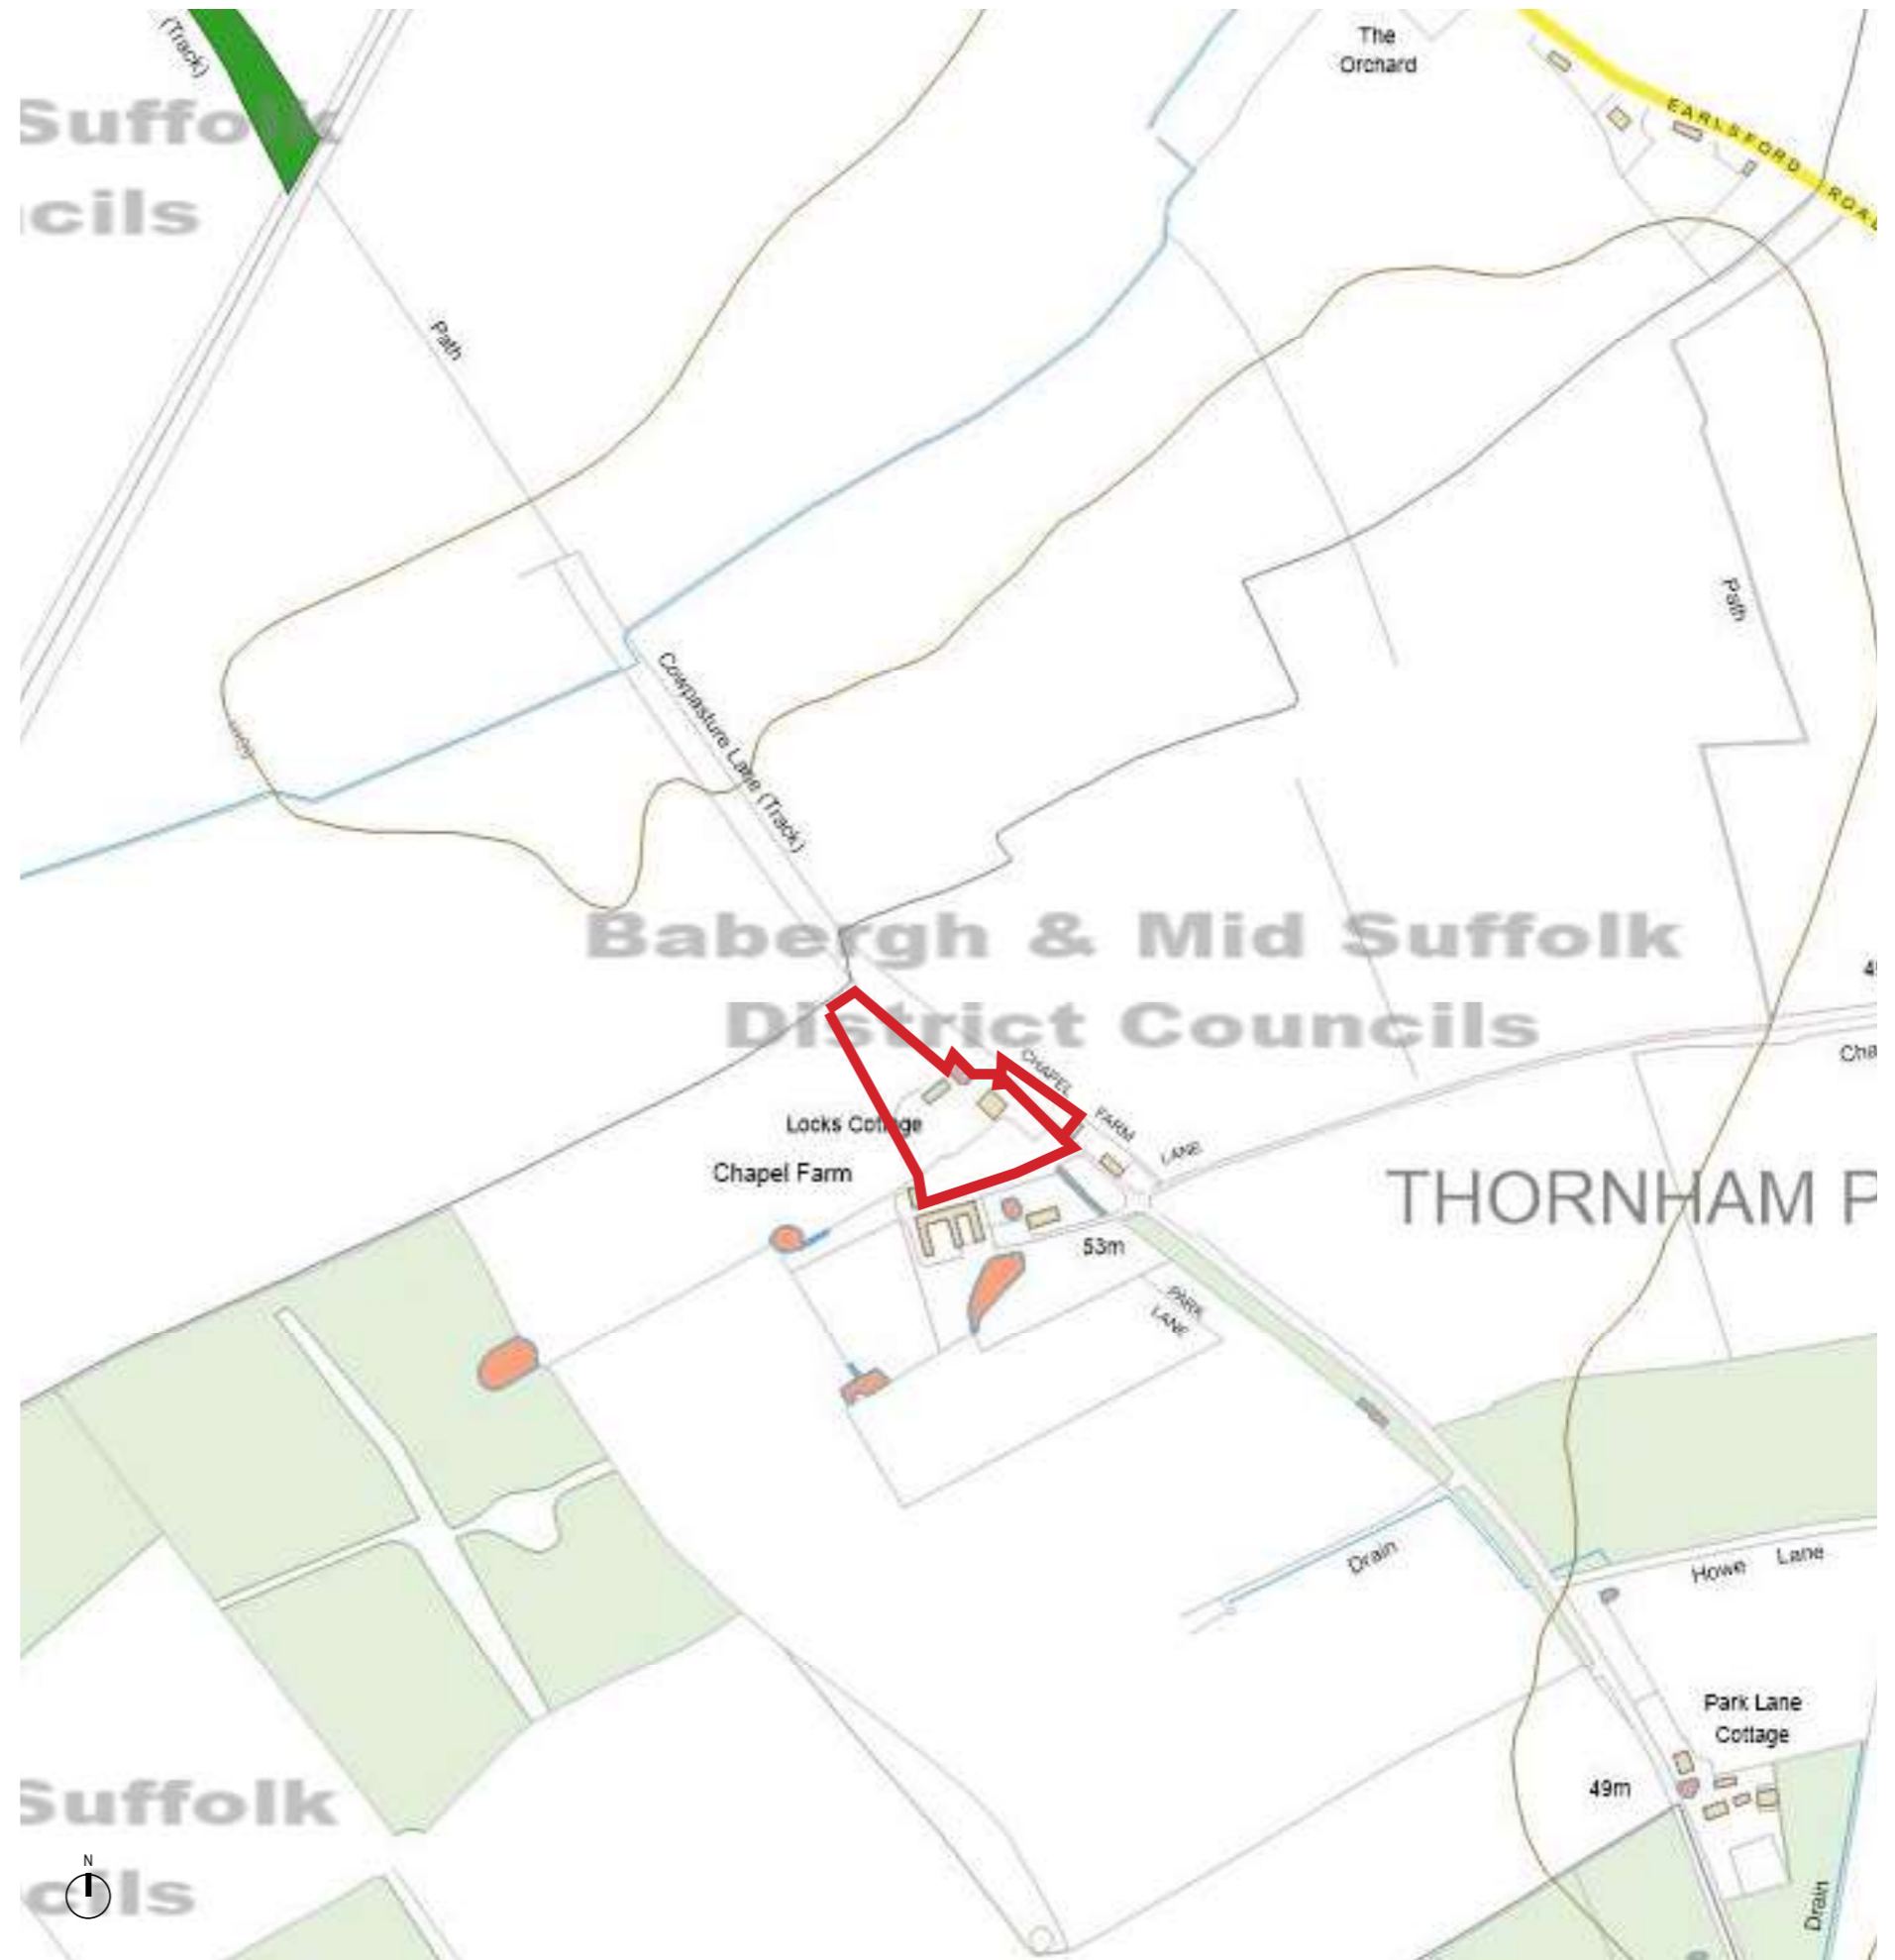 (Track)
The
Orchard
Suffolk
cils
EARLSFORD ROAD
Path
Path
Cowpasture Lane (Track)
Babergh & Mid Suffolk
District Councils
CHAPEL FARM LANE
Locks Cottage
Chapel Farm
THORNHAM P
53m
PARK
LANE
Drain
Howe Lane
Park Lane
Cottage
49m
Suffolk
cils
N
Drain